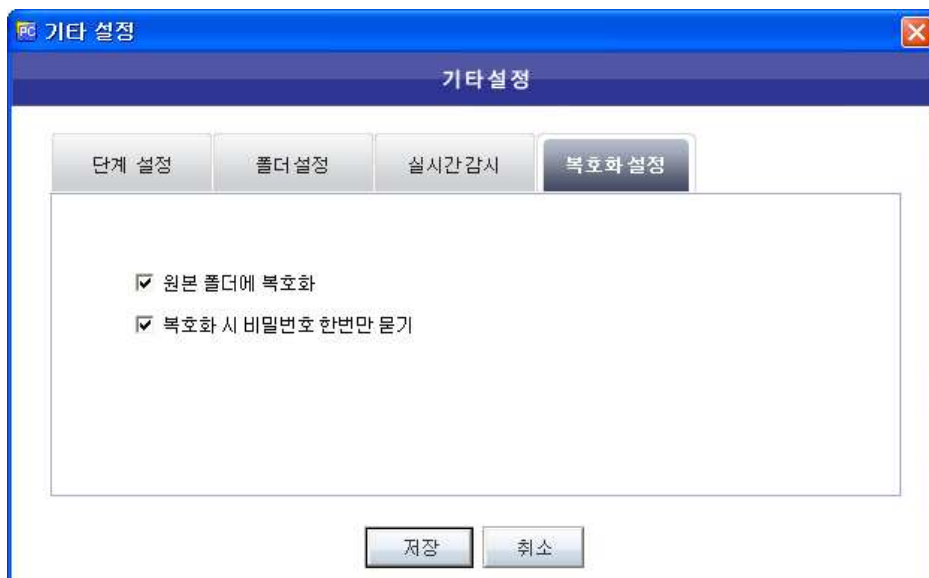 PC 기타 설정
기타설정
단계 설정 폴더설정 실시간감시 복호화설정
원본 폴더에 복호화
복호화 시 비밀번호 한번만 묻기
저장 취소